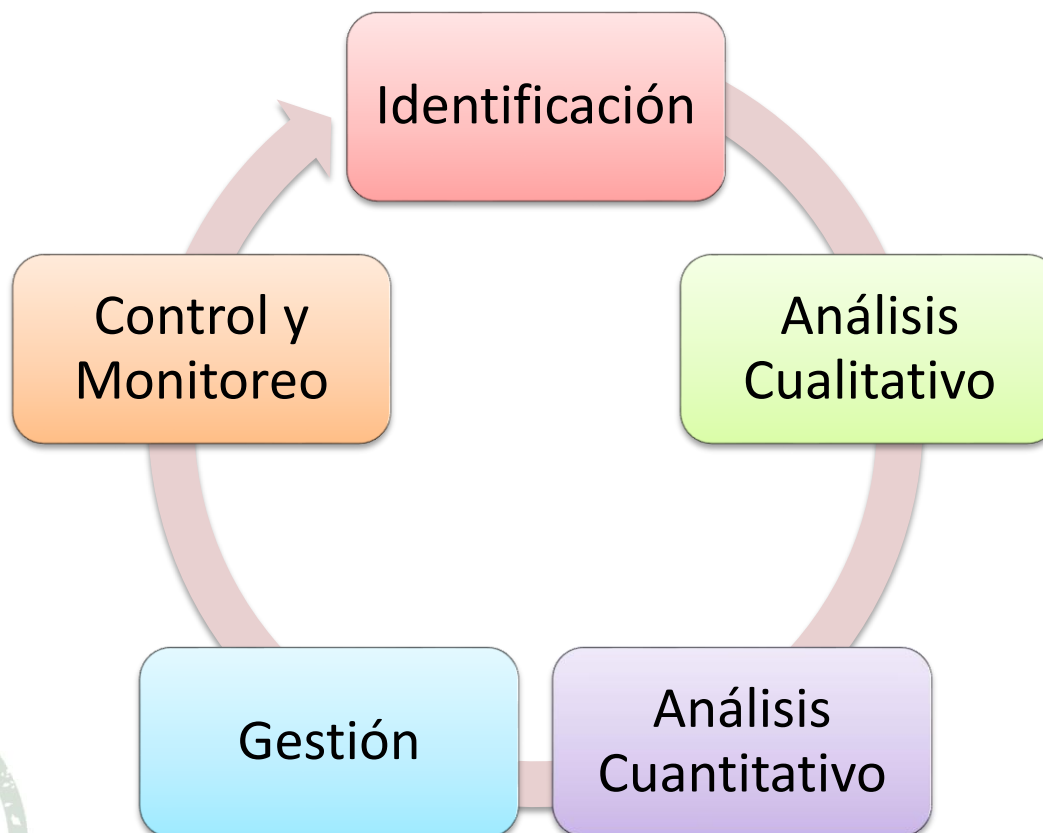 Identificación
Análisis
Cualitativo
Análisis
Cuantitativo
Gestión
Control y
Monitoreo